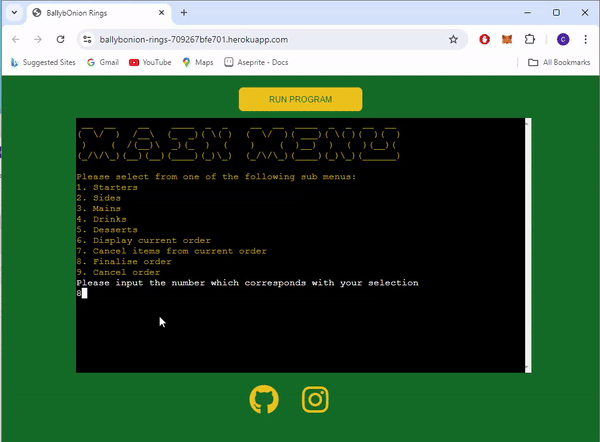 BallybOnion Rings
ballybonion-rings-709267bfe701.herokuapp.com
C
Suggested Sites
Gmail
YouTube
Maps
Aseprite - Docs
All Bookmarks
RUN PROGRAM
MAIN MENU
Please select from one of the following sub menus:
1. Starters
2. Sides
3. Mains
4. Drinks
5. Desserts
6. Display current order
7. Cancel items from current order
8. Finalise order
9. Cancel order
Please input the number which corresponds with your selection
8